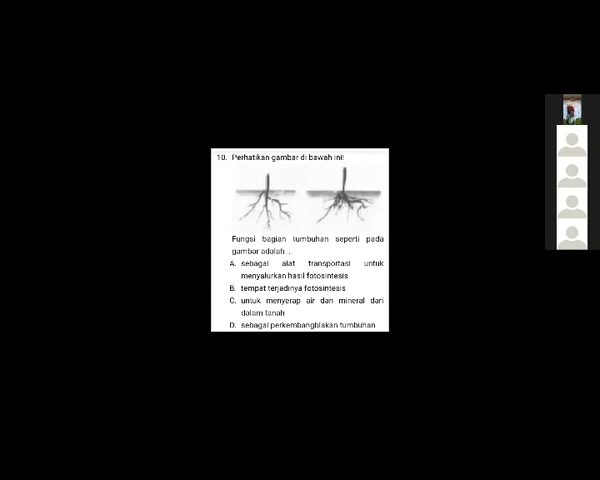 10. Perhatikan gambar di bawah ini!
Fungsi bagian tumbuhan seperti pada
gambar adalah ...
A. sebagai alat transportasi untuk
menyalurkan hasil fotosintesis
B. tempat terjadinya fotosintesis
C. untuk menyerap air dan mineral dari
dalam tanah
D. sebagai perkembangbiakan tumbuhan